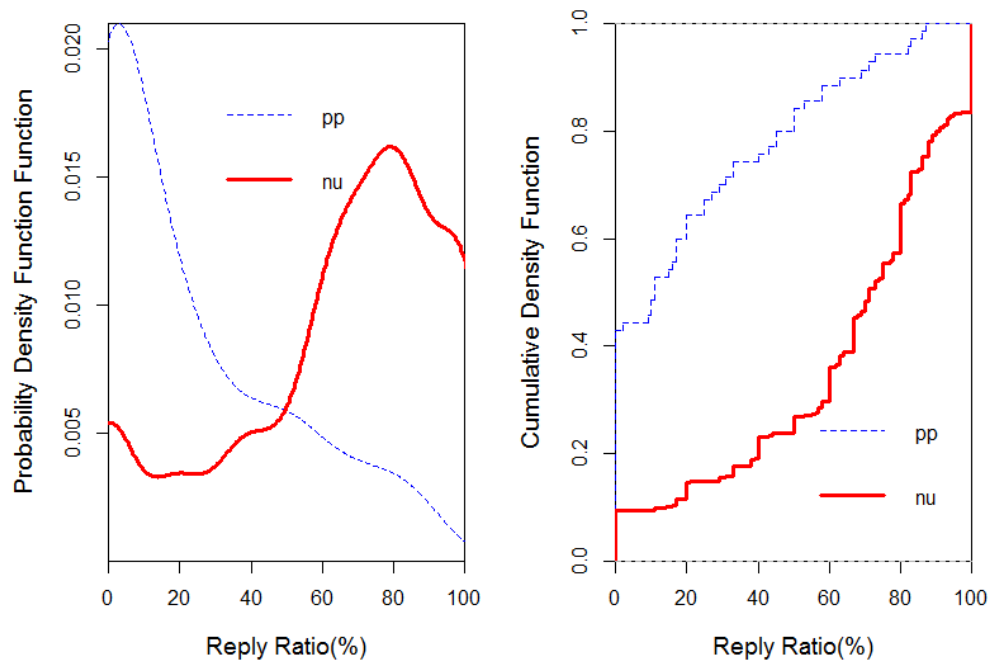 Probability Density Function Function
0.020
0.015
0.010
0.005
pp
nu
0 20 40 60 80 100
Reply Ratio(%)
Cumulative Density Function
1.0
0.8
0.6
0.4
0.2
0.0
pp
nu
0 20 40 60 80 100
Reply Ratio(%)